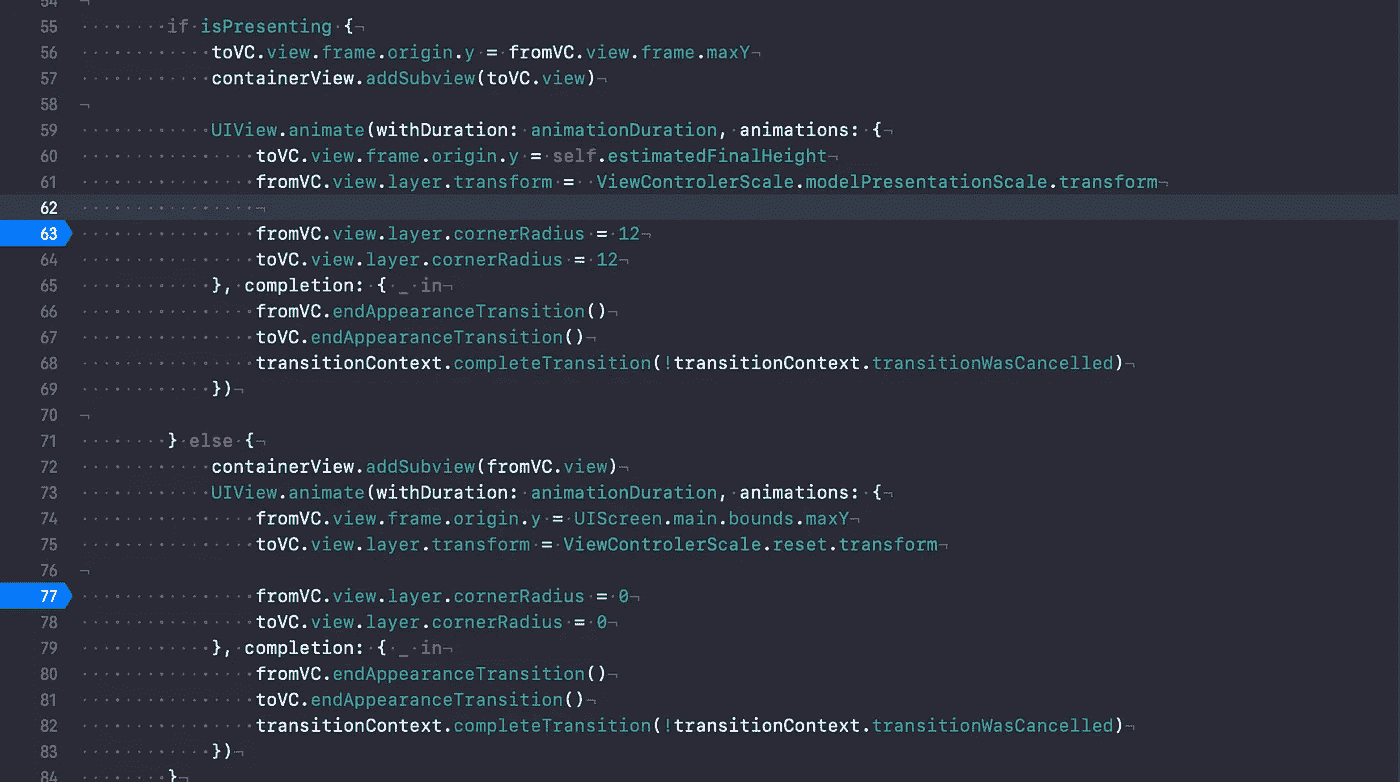 54
55 if isPresenting {
56 toVC.view.frame.origin.y = fromVC.view.frame.maxY
57 containerView.addSubview(toVC.view)
58
59 UIView.animate(withDuration: animationDuration, animations: {
60 toVC.view.frame.origin.y = self.estimatedFinalHeight
61 fromVC.view.layer.transform =  ViewControlerScale.modelPresentationScale.transform
62
63 fromVC.view.layer.cornerRadius = 12
64 toVC.view.layer.cornerRadius = 12
65 }, completion: { _ in
66 fromVC.endAppearanceTransition()
67 toVC.endAppearanceTransition()
68 transitionContext.completeTransition(!transitionContext.transitionWasCancelled)
69 })
70
71 } else {
72 containerView.addSubview(fromVC.view)
73 UIView.animate(withDuration: animationDuration, animations: {
74 fromVC.view.frame.origin.y = UIScreen.main.bounds.maxY
75 toVC.view.layer.transform = ViewControlerScale.reset.transform
76
77 fromVC.view.layer.cornerRadius = 0
78 toVC.view.layer.cornerRadius = 0
79 }, completion: { _ in
80 fromVC.endAppearanceTransition()
81 toVC.endAppearanceTransition()
82 transitionContext.completeTransition(!transitionContext.transitionWasCancelled)
83 })
84 }